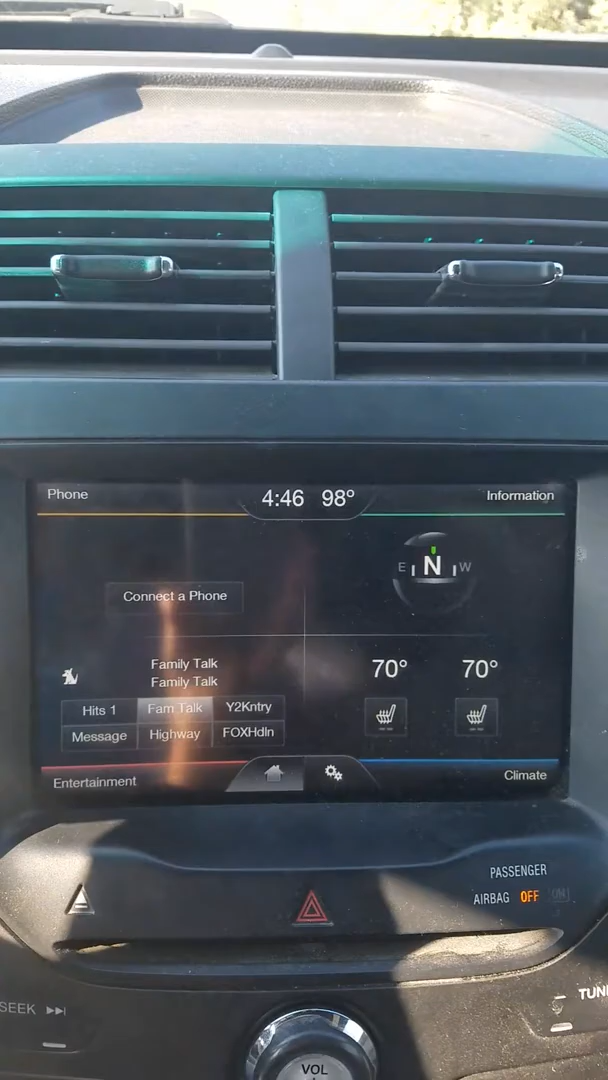 Phone
4:46 98°
Information
E N W
Connect a Phone
Family Talk
Family Talk
70° 70°
Hits 1 Fam Talk Y2Kntry
Message Highway FOXHdln
Entertainment
Climate
PASSENGER
AIRBAG OFF ON
SEEK
TUN
VOL